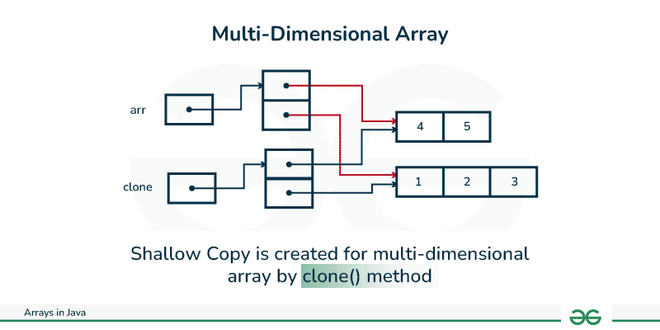 Multi-Dimensional Array
arr
4 5
clone
1 2 3
Shallow Copy is created for multi-dimensional
array by clone() method
Arrays in Java